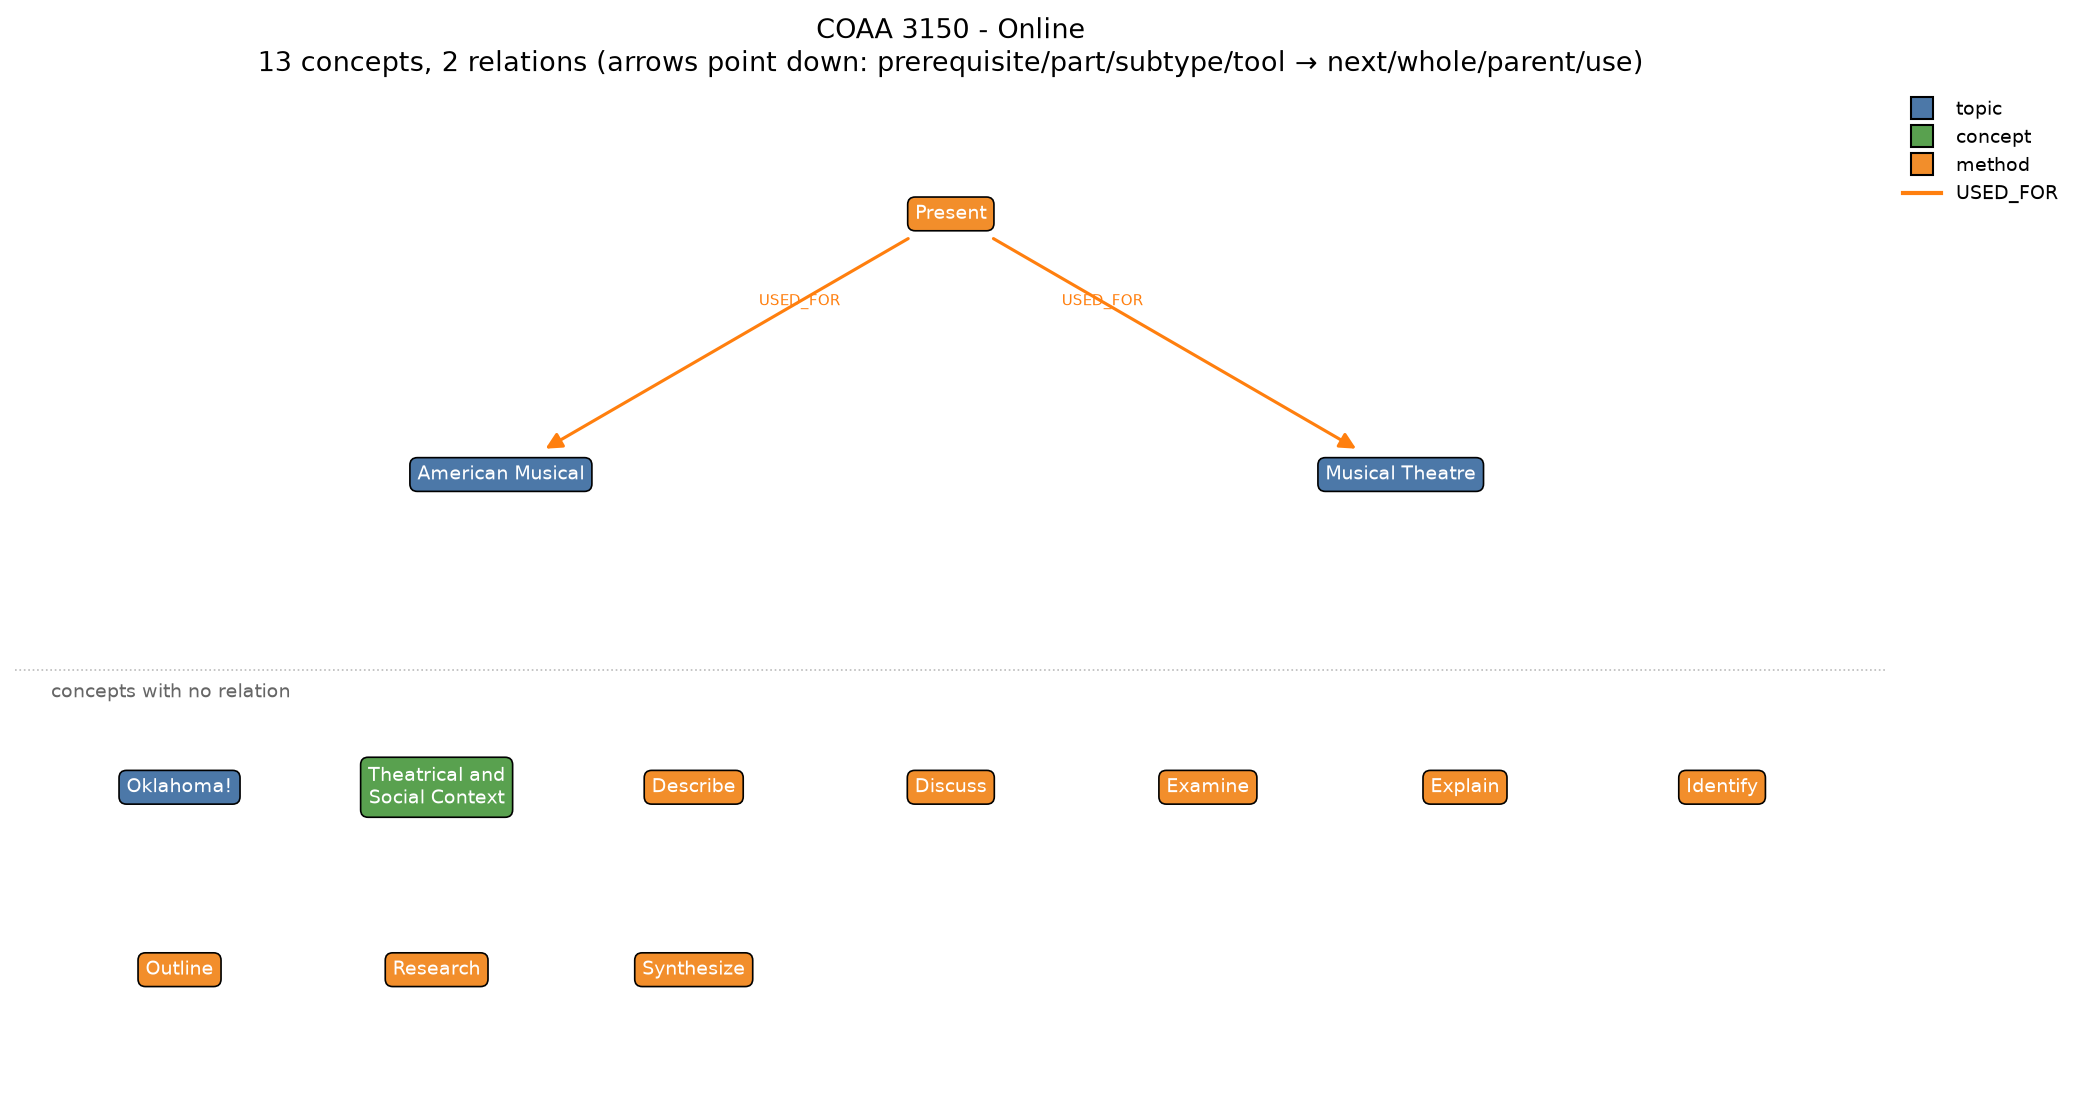 COAA 3150 - Online
13 concepts, 2 relations (arrows point down: prerequisite/part/subtype/tool → next/whole/parent/use)
topic
concept
method
USED_FOR
Present
USED_FOR
USED_FOR
American Musical
Musical Theatre
concepts with no relation
Oklahoma!
Theatrical and
Social Context
Describe
Discuss
Examine
Explain
Identify
Outline
Research
Synthesize